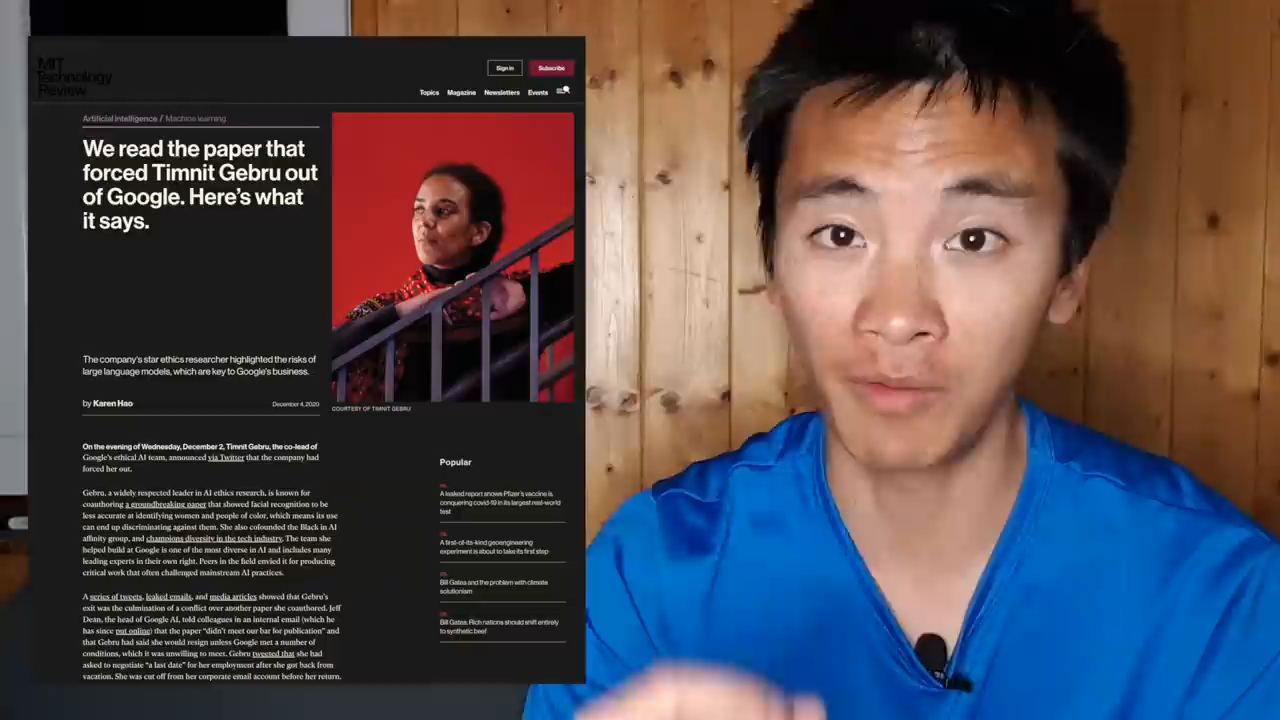 MIT
Technology
Review
Sign in
Subscribe
Topics
Magazine
Newsletters
Events
Artificial intelligence / Machine learning
We read the paper that
forced Timnit Gebru out
of Google. Here's what
it says.
The company's star ethics researcher highlighted the risks of
large language models, which are key to Google's business.
by Karen Hao
December 4, 2020
COURTESY OF TIMNIT GEBRU
On the evening of Wednesday, December 2, Timnit Gebru, the co-lead of
Google's ethical AI team, announced via Twitter that the company had
forced her out.
Gebru, a widely respected leader in AI ethics research, is known for
coauthoring a groundbreaking paper that showed facial recognition to be
less accurate at identifying women and people of color, which means its use
can end up discriminating against them. She also cofounded the Black in AI
affinity group, and champions diversity in the tech industry. The team she
helped build at Google is one of the most diverse in AI and includes many
leading experts in their own right. Peers in the field envied it for producing
critical work that often challenged mainstream AI practices.
A series of tweets, leaked emails, and media articles showed that Gebru's
exit was the culmination of a conflict over another paper she coauthored. Jeff
Dean, the head of Google AI, told colleagues in an internal email (which he
has since put online) that the paper "didn't meet our bar for publication" and
that Gebru had said she would resign unless Google met a number of
conditions, which it was unwilling to meet. Gebru tweeted that she had
asked to negotiate "a last date" for her employment after she got back from
vacation. She was cut off from her corporate email account before her return.
Popular
A leaked report shows Pfizer's vaccine is
conquering covid-19 in its largest real-world
test
A first-of-its-kind geoengineering
experiment is about to take its first step
Bill Gates and the problem with climate
solutionism
Bill Gates: Rich nations should shift entirely
to synthetic beef